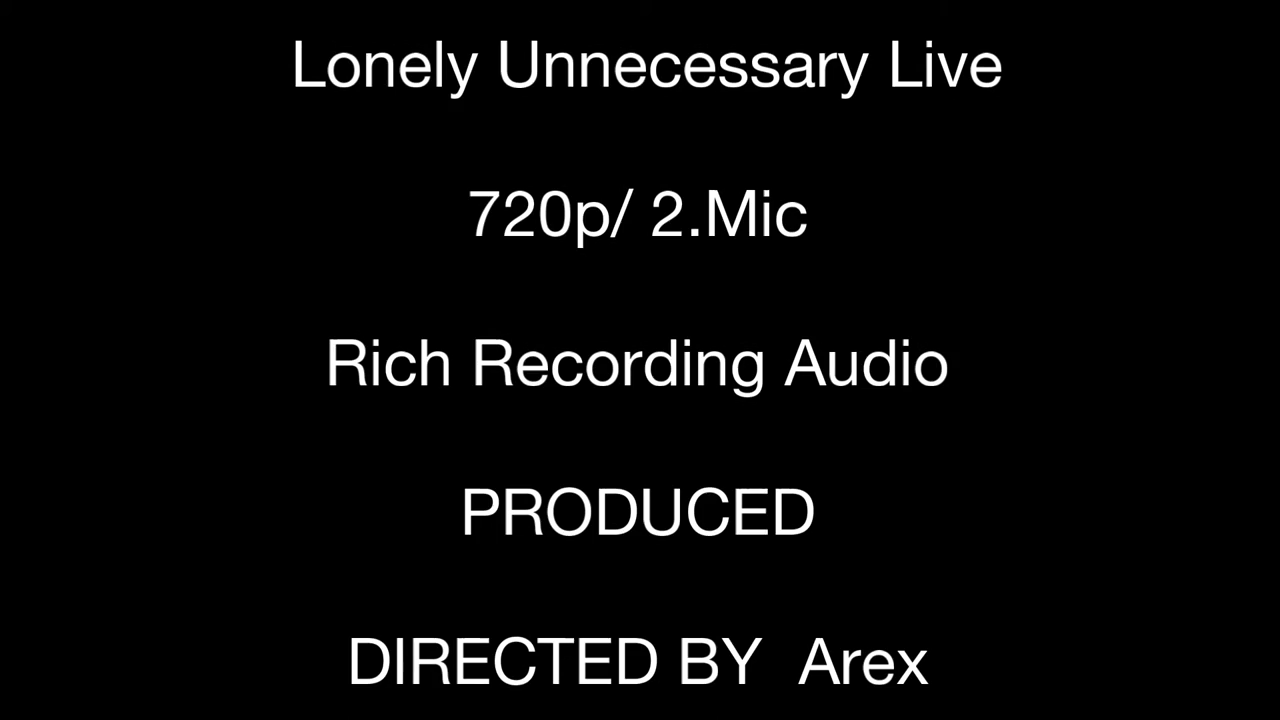 Lonely Unnecessary Live
720p/ 2.Mic
Rich Recording Audio
PRODUCED
DIRECTED BY  Arex